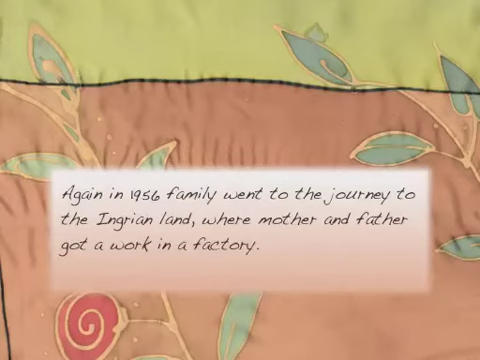 Again in 1956 family went to the journey to
the Ingrian land, where mother and father
got a work in a factory.